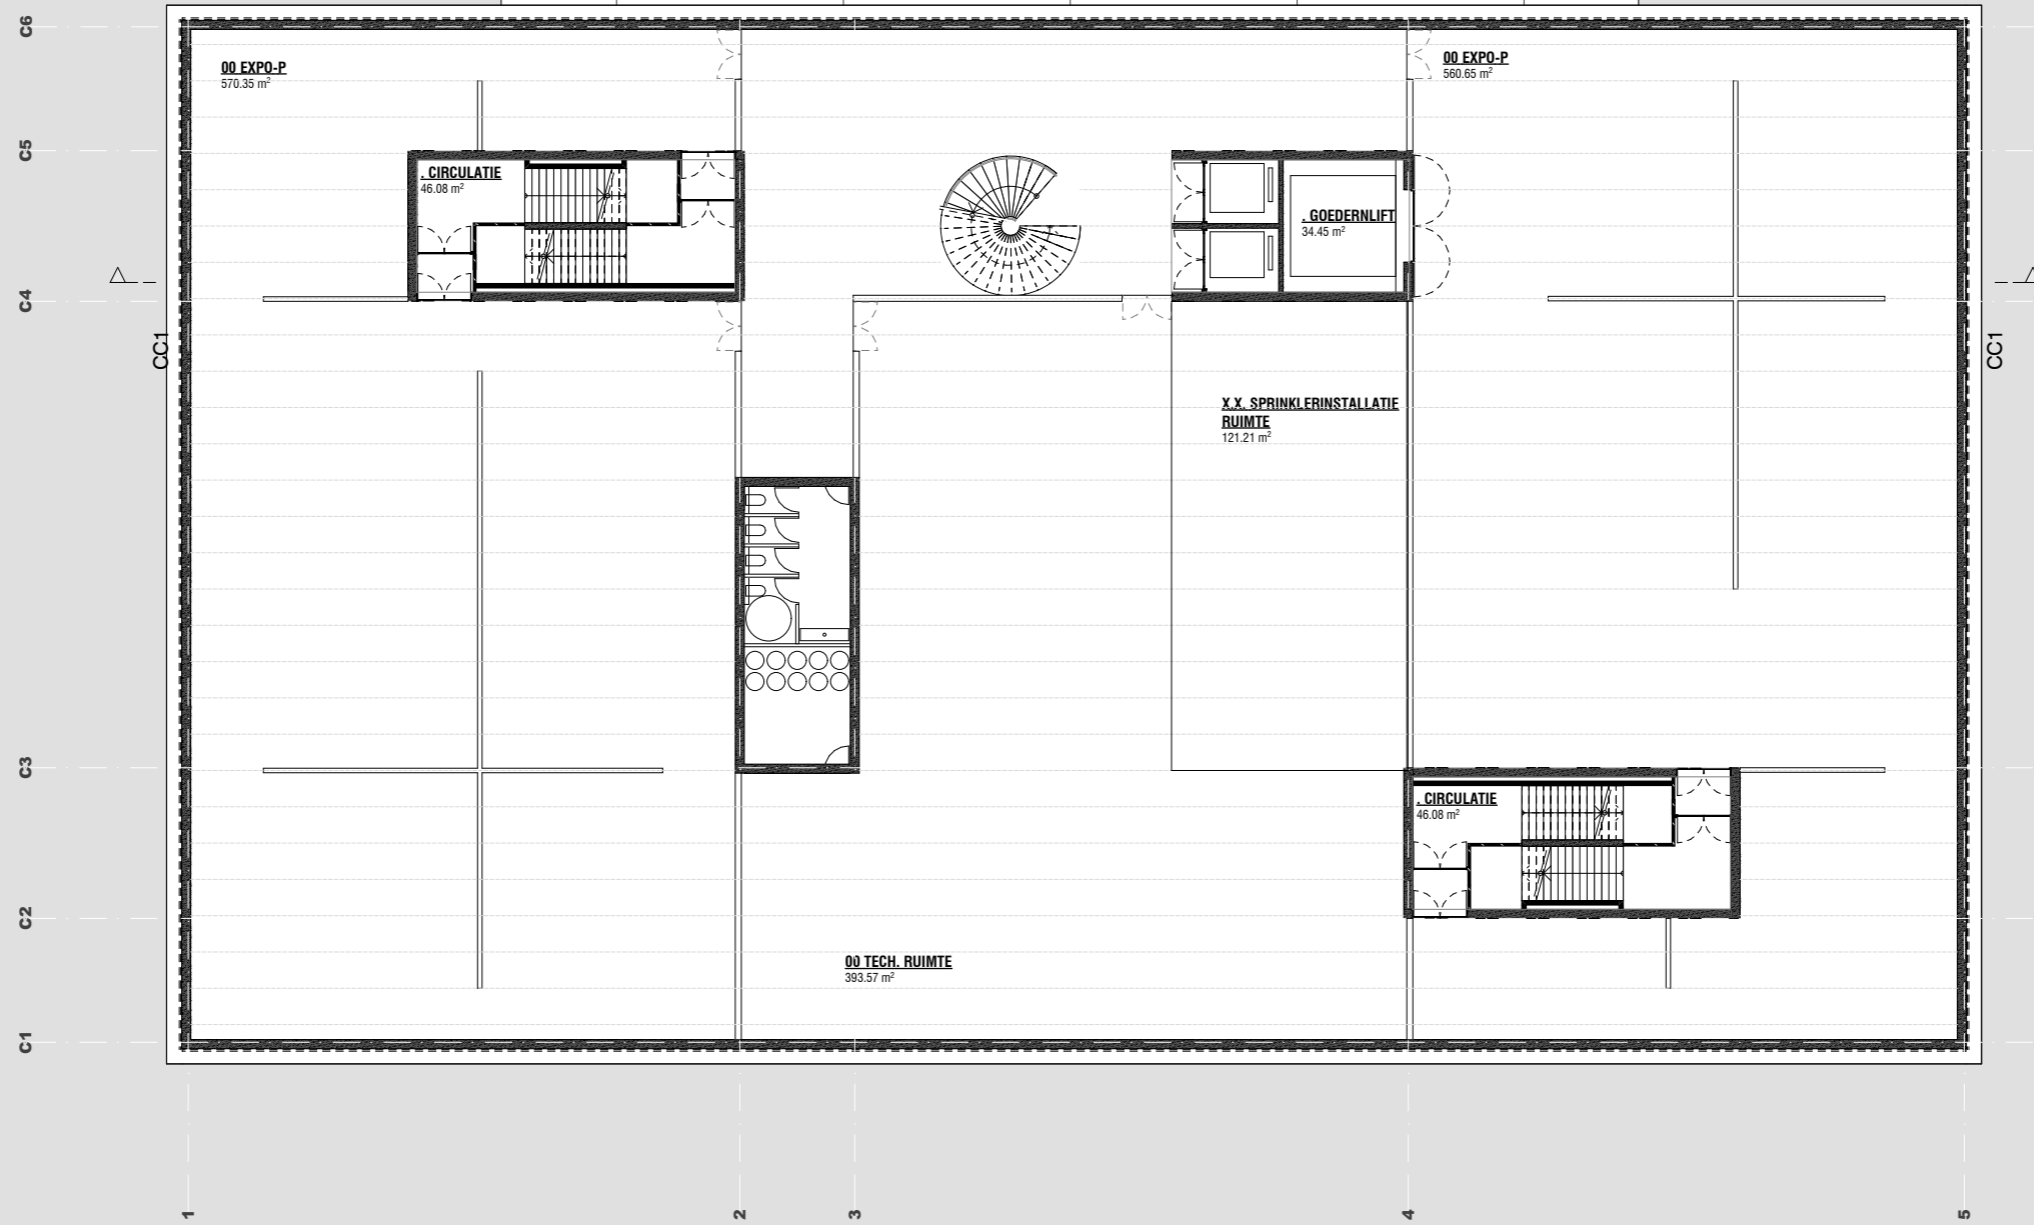 C6
00 EXPO-P
570.35 m²
00 EXPO-P
560.65 m²
C5
. CIRCULATIE
46.08 m²
. GOEDERNLIFT
34.45 m²
C4
CC1
CC1
X.X. SPRINKLERINSTALLATIE
RUIMTE
121.21 m²
C3
. CIRCULATIE
46.08 m²
C2
00 TECH. RUIMTE
393.57 m²
C1
1
2
3
4
5